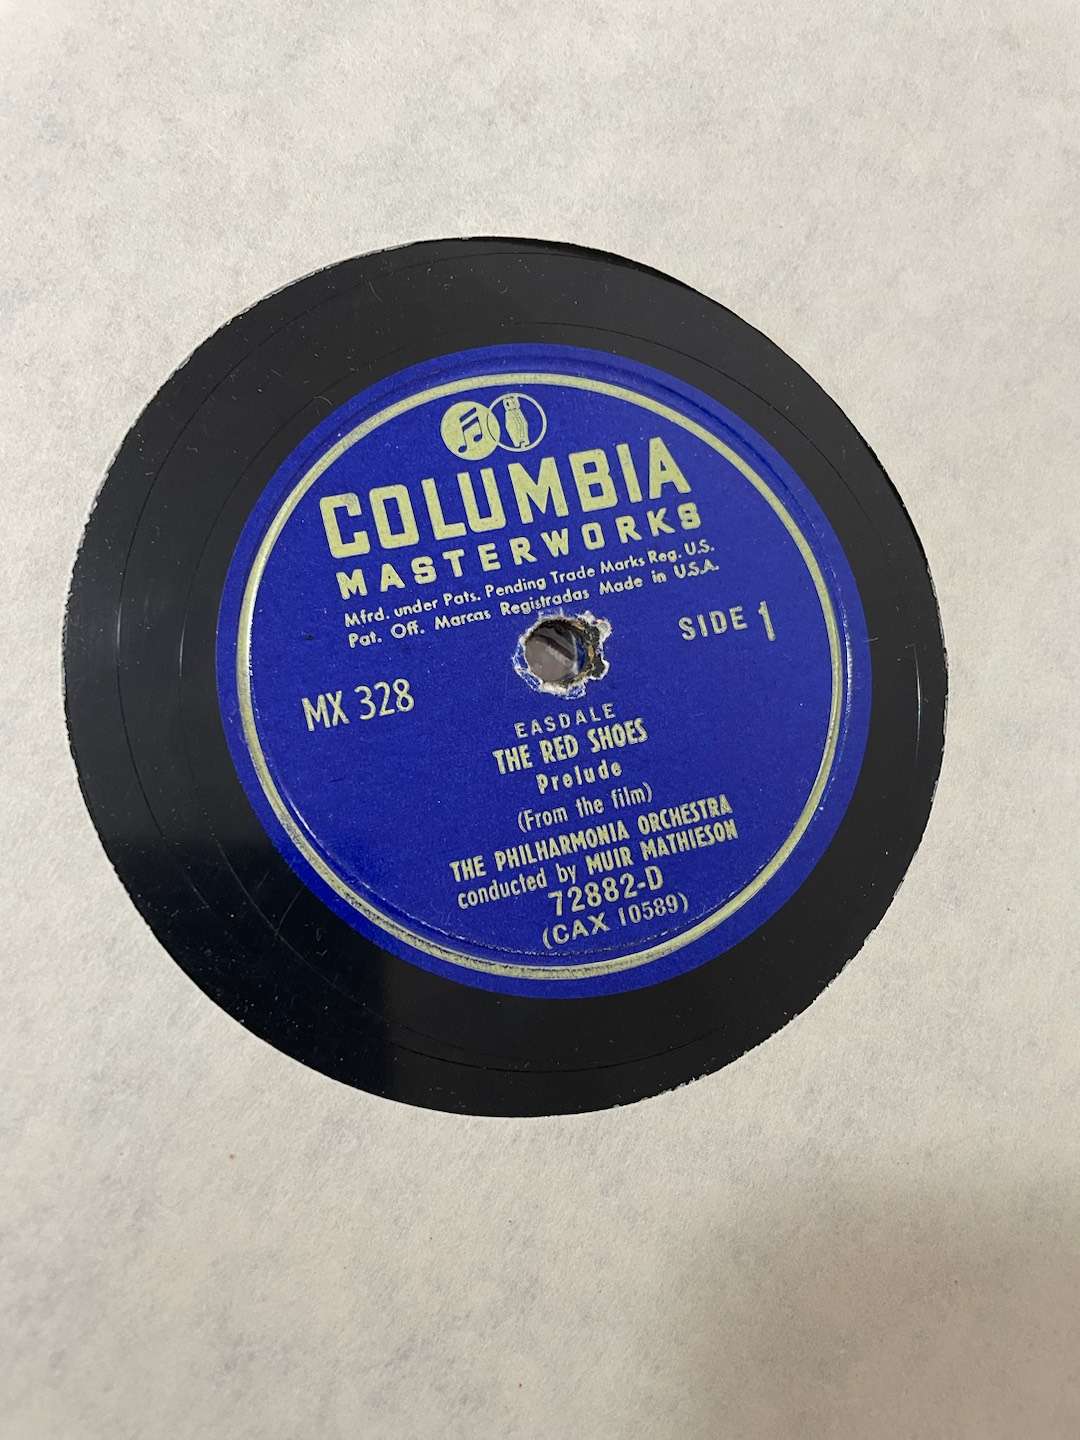 COLUMBIA
MASTERWORKS
Mfrd. under Pats. Pending Trade Marks Reg. U.S.
Pat. Off. Marcas Registradas Made in U.S.A.
SIDE 1
MX 328
EASDALE
THE RED SHOES
Prelude
(From the film)
THE PHILHARMONIA ORCHESTRA
conducted by MUIR MATHIESON
72882-D
(CAX 10589)